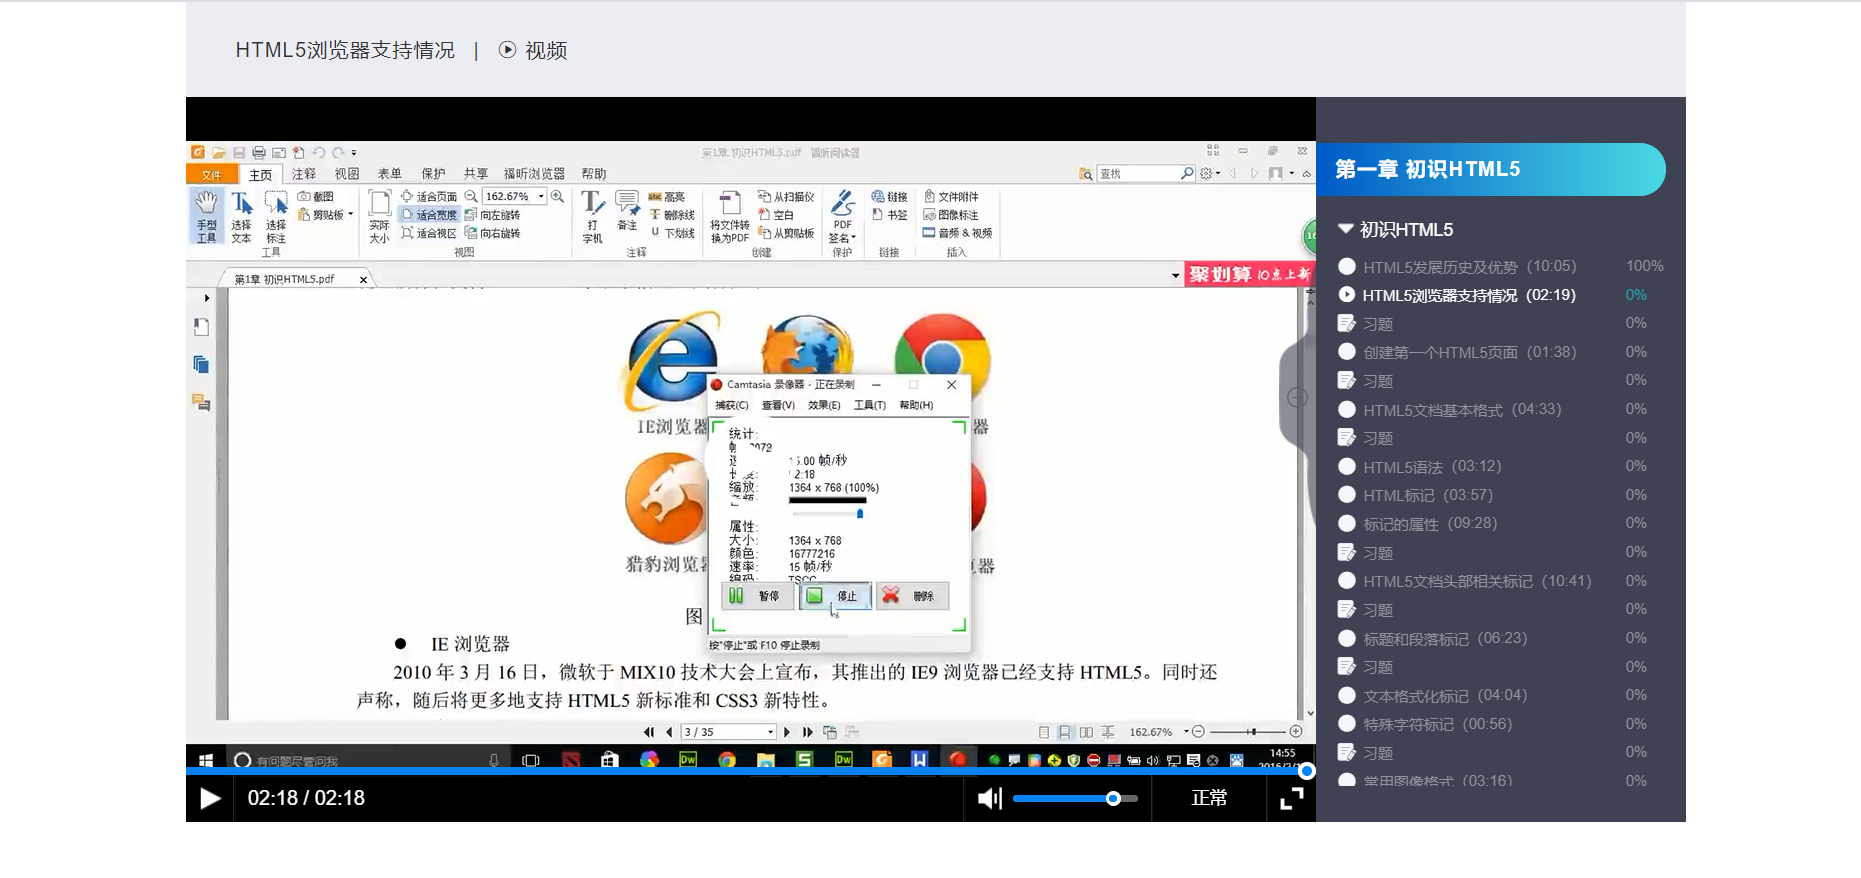 HTML5浏览器支持情况 | 视频
第1章 初识HTML5.pdf 福昕阅读器
文件 主页 注释 视图 表单 保护 共享 福昕浏览器 帮助
查找
手型工具
选择文本
选择标注
截图
剪贴板
工具
实际大小
适合页面
适合宽度
适合视区
162.67%
向左旋转
向右旋转
视图
打字机
备注
高亮
删除线
下划线
注释
将文件转换为PDF
从扫描仪
空白
从剪贴板
创建
PDF签名
保护
链接
书签
链接
文件附件
图像标注
音频 & 视频
插入
第1章 初识HTML5.pdf
聚划算 10点上新
IE浏览器
器
猎豹浏览器
览器
图
Camtasia 录像器 - 正在录制
捕获(C) 查看(V) 效果(E) 工具(T) 帮助(H)
统计:
15.00 帧/秒
2:18
缩放: 1364 x 768 (100%)
属性:
大小: 1364 x 768
颜色: 16777216
速率: 15 帧/秒
编码: TSCC
暂停 停止 删除
按"停止"或 F10 停止录制
● IE 浏览器
2010 年 3 月 16 日，微软于 MIX10 技术大会上宣布，其推出的 IE9 浏览器已经支持 HTML5。同时还
声称，随后将更多地支持 HTML5 新标准和 CSS3 新特性。
3 / 35
162.67%
有问题尽管问我
14:55
02:18 / 02:18
正常
第一章 初识HTML5
初识HTML5
HTML5发展历史及优势 (10:05) 100%
HTML5浏览器支持情况 (02:19) 0%
习题 0%
创建第一个HTML5页面 (01:38) 0%
习题 0%
HTML5文档基本格式 (04:33) 0%
习题 0%
HTML5语法 (03:12) 0%
HTML标记 (03:57) 0%
标记的属性 (09:28) 0%
习题 0%
HTML5文档头部相关标记 (10:41) 0%
习题 0%
标题和段落标记 (06:23) 0%
习题 0%
文本格式化标记 (04:04) 0%
特殊字符标记 (00:56) 0%
习题 0%
常用图像格式 (03:16) 0%